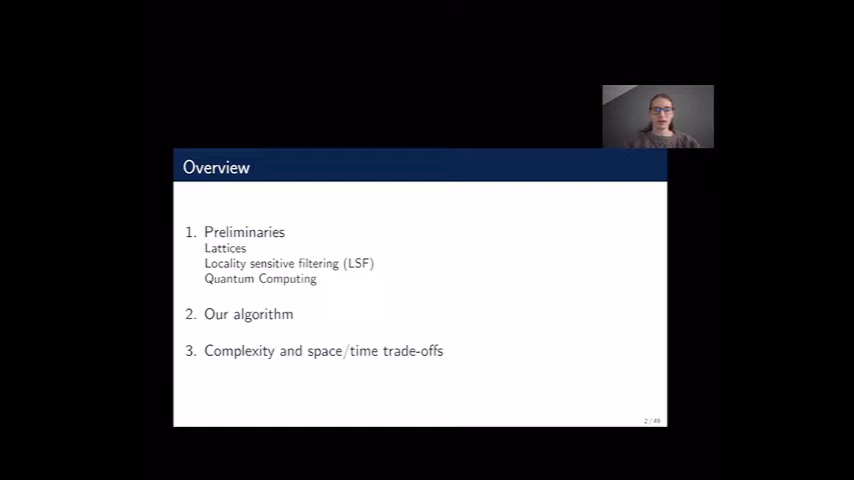 Overview
1. Preliminaries
Lattices
Locality sensitive filtering (LSF)
Quantum Computing
2. Our algorithm
3. Complexity and space/time trade-offs